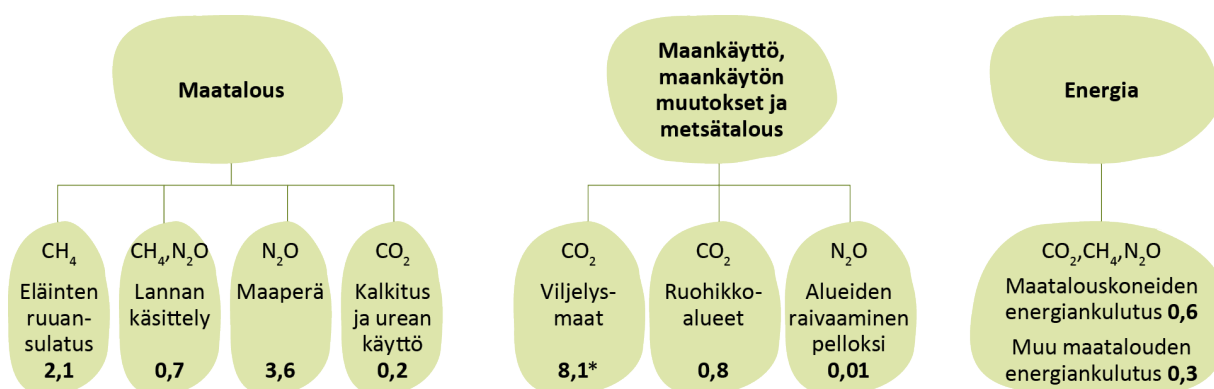 Maatalous
CH₄
Eläinten
ruuan-
sulatus
2,1
CH₄,N₂O
Lannan
käsittely
0,7
N₂O
Maaperä
3,6
CO₂
Kalkitus
ja urean
käyttö
0,2
Maankäyttö,
maankäytön
muutokset ja
metsätalous
CO₂
Viljelys-
maat
8,1*
CO₂
Ruohikko-
alueet
0,8
N₂O
Alueiden
raivaaminen
pelloksi
0,01
Energia
CO₂,CH₄,N₂O
Maatalouskoneiden
energiankulutus 0,6
Muu maatalouden
energiankulutus 0,3